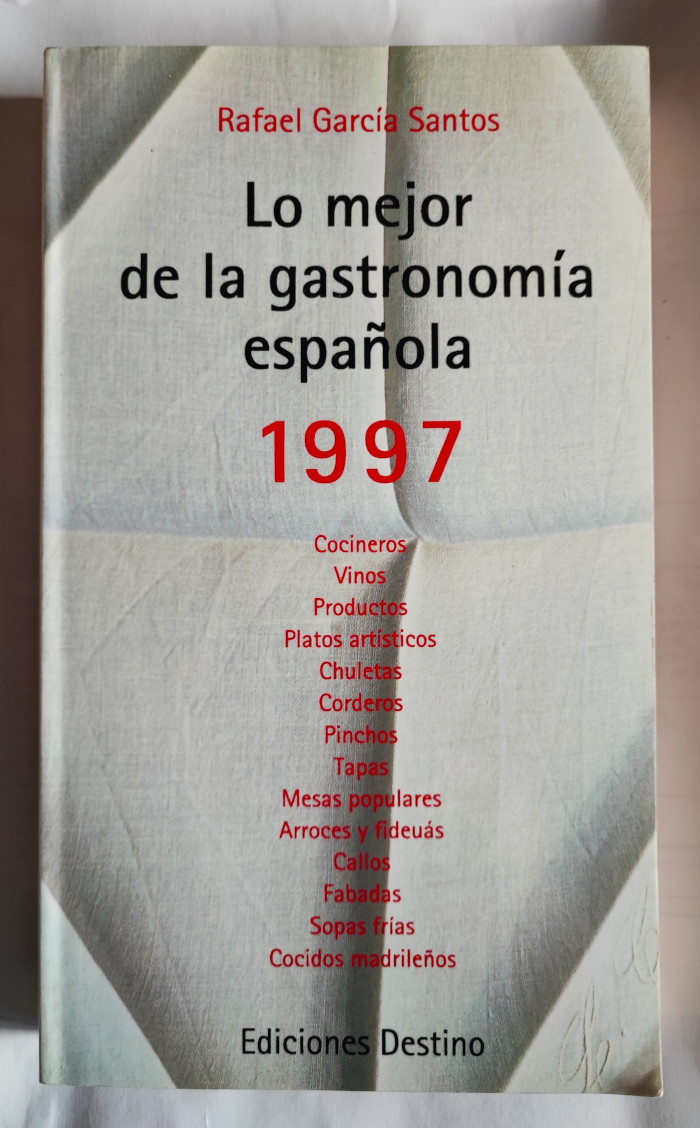 Rafael García Santos
Lo mejor
de la gastronomía
española
1997
Cocineros
Vinos
Productos
Platos artísticos
Chuletas
Corderos
Pinchos
Tapas
Mesas populares
Arroces y fideuás
Callos
Fabadas
Sopas frías
Cocidos madrileños
Ediciones Destino